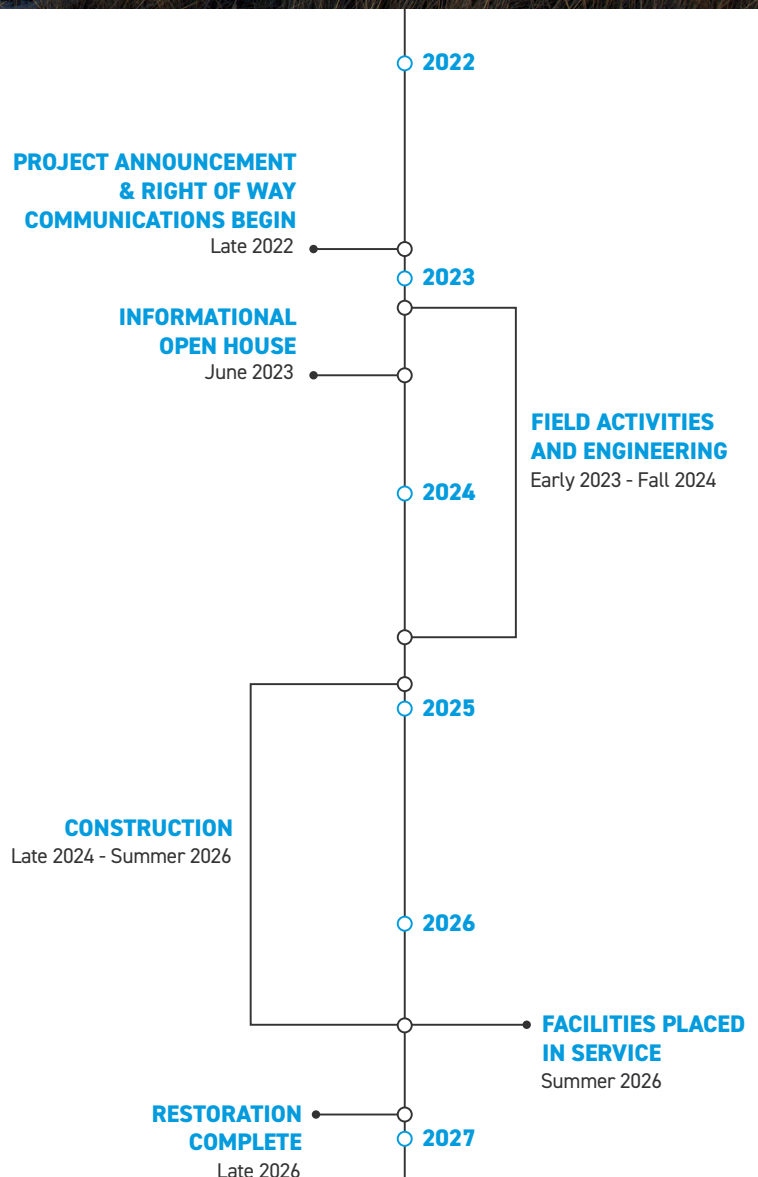 2022
PROJECT ANNOUNCEMENT
& RIGHT OF WAY
COMMUNICATIONS BEGIN
Late 2022
2023
INFORMATIONAL
OPEN HOUSE
June 2023
FIELD ACTIVITIES
AND ENGINEERING
Early 2023 - Fall 2024
2024
2025
CONSTRUCTION
Late 2024 - Summer 2026
2026
FACILITIES PLACED
IN SERVICE
Summer 2026
RESTORATION
COMPLETE
Late 2026
2027